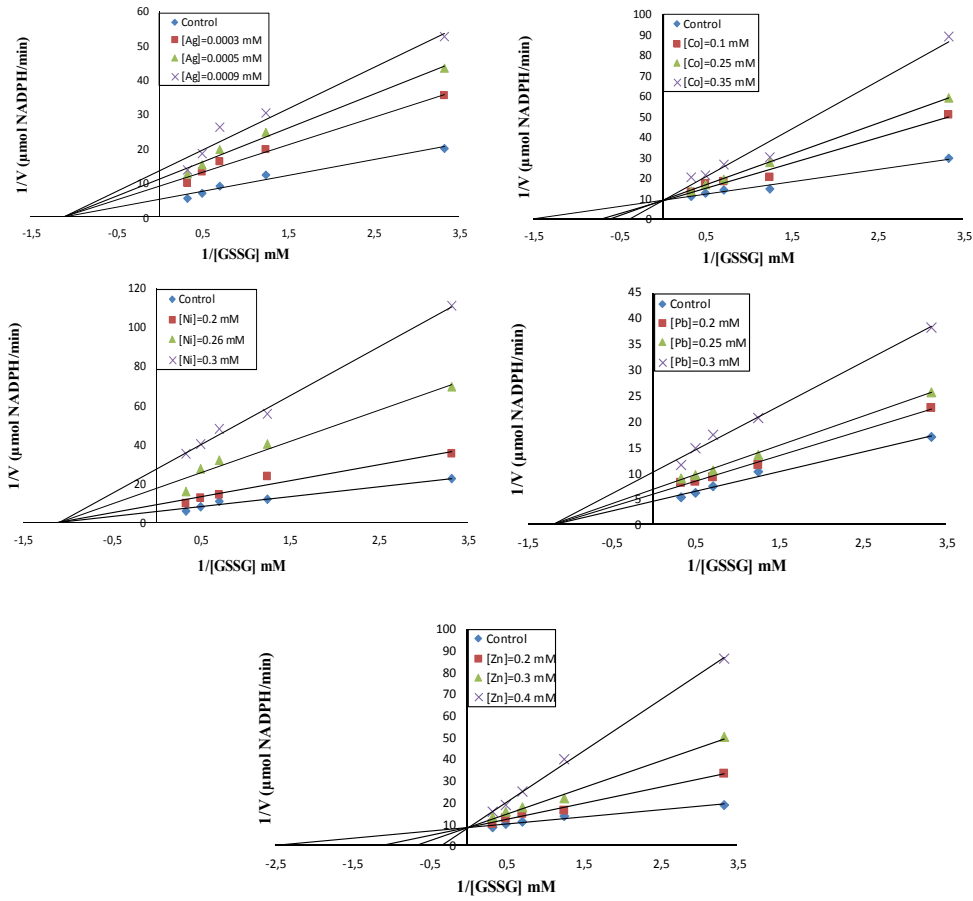 1/V (µmol NADPH/min)
60
50
40
30
20
10
0
Control
[Ag]=0.0003 mM
[Ag]=0.0005 mM
[Ag]=0.0009 mM
-1,5
-0,5
0,5
1,5
2,5
3,5
1/[GSSG] mM
1/V (µmol NADPH/min)
100
90
80
70
60
50
40
30
20
10
0
Control
[Co]=0.1 mM
[Co]=0.25 mM
[Co]=0.35 mM
-1,5
-0,5
0,5
1,5
2,5
3,5
1/[GSSG] mM
1/V (µmol NADPH/min)
120
100
80
60
40
20
0
Control
[Ni]=0.2 mM
[Ni]=0.26 mM
[Ni]=0.3 mM
-1,5
-0,5
0,5
1,5
2,5
3,5
1/[GSSG] mM
1/V (µmol NADPH/min)
45
40
35
30
25
20
15
10
5
0
Control
[Pb]=0.2 mM
[Pb]=0.25 mM
[Pb]=0.3 mM
-1,5
-0,5
0,5
1,5
2,5
3,5
1/[GSSG] mM
1/V (µmol NADPH/min)
100
90
80
70
60
50
40
30
20
10
0
Control
[Zn]=0.2 mM
[Zn]=0.3 mM
[Zn]=0.4 mM
-2,5
-1,5
-0,5
0,5
1,5
2,5
3,5
1/[GSSG] mM